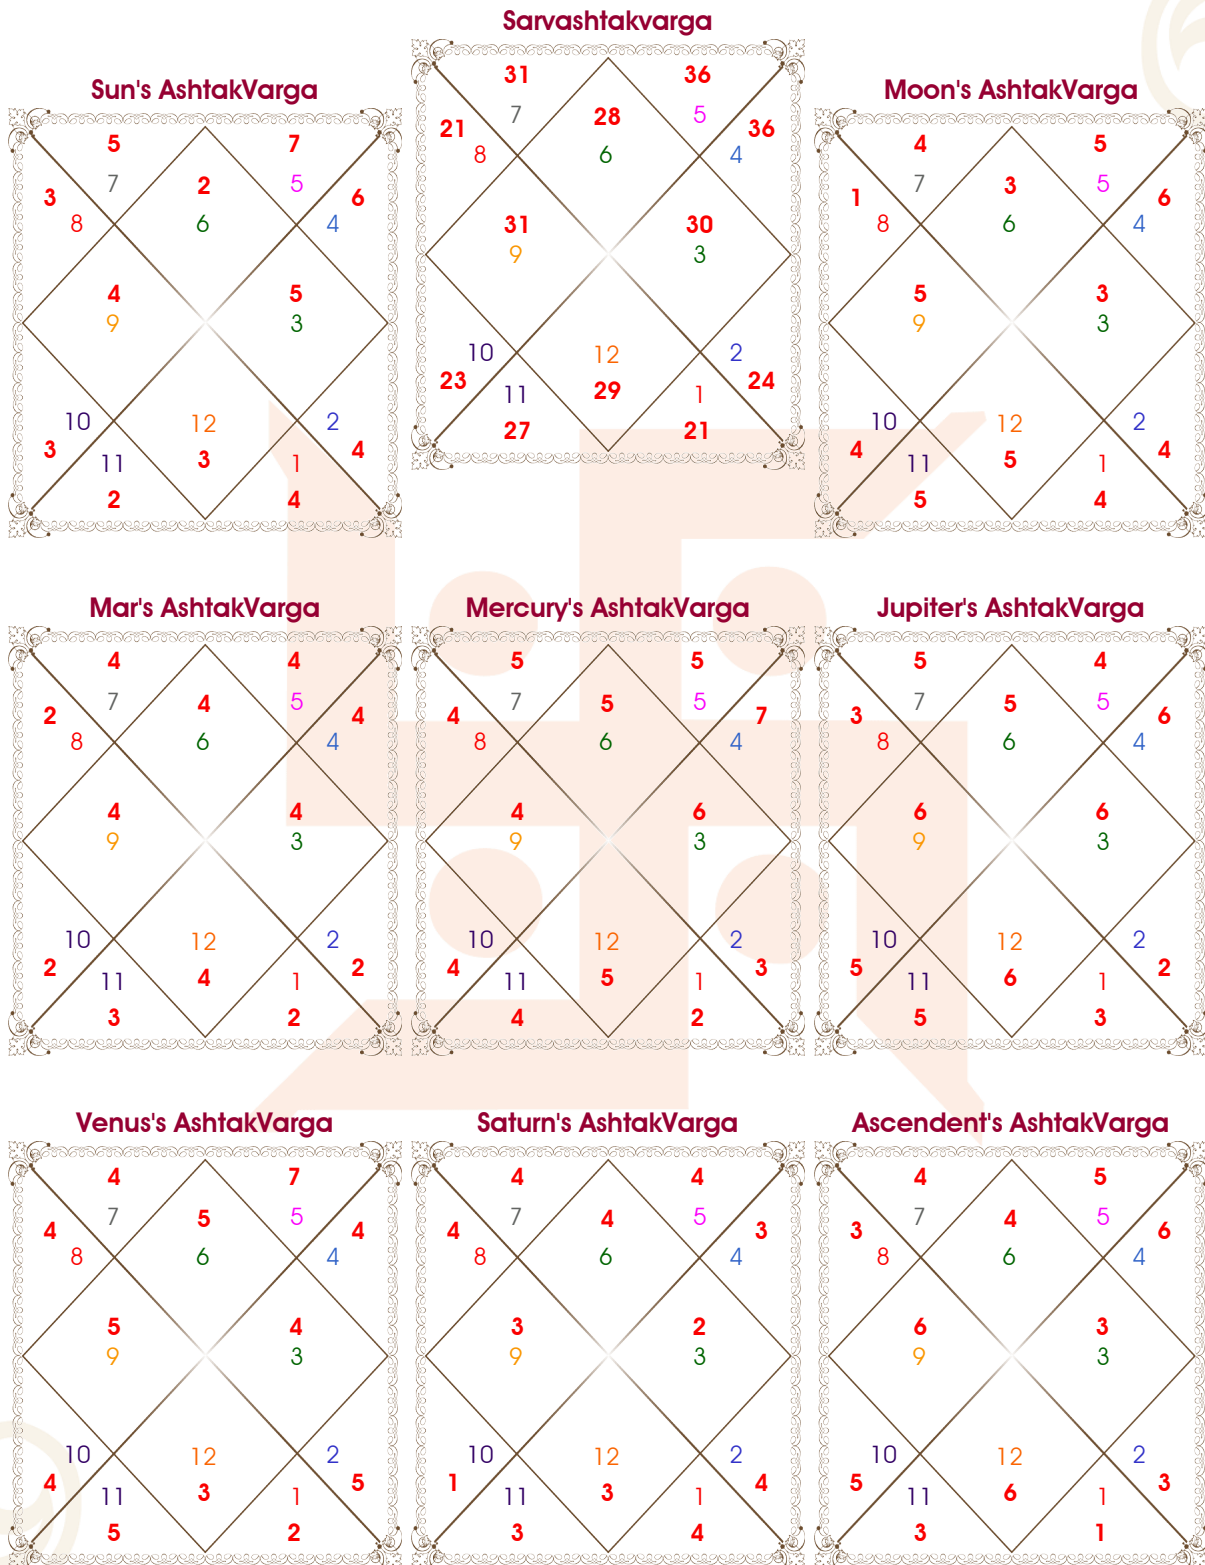 Sarvashtakvarga
31 36
7 28 5
21 36
8 6 4
31 30
9 3
10 12 2
23 29 24
11 1
27 21
Sun's AshtakVarga
5 7
7 2 5
3 6
8 6 4
4 5
9 3
10 12 2
3 3 4
11 1
2 4
Moon's AshtakVarga
4 5
7 3 5
1 6
8 6 4
5 3
9 3
10 12 2
4 5 4
11 1
5 4
Mar's AshtakVarga
4 4
7 4 5
2 4
8 6 4
4 4
9 3
10 12 2
2 4 2
11 1
3 2
Mercury's AshtakVarga
5 5
7 5 5
4 7
8 6 4
4 6
9 3
10 12 2
4 5 3
11 1
4 2
Jupiter's AshtakVarga
5 4
7 5 5
3 6
8 6 4
6 6
9 3
10 12 2
5 6 2
11 1
5 3
Venus's AshtakVarga
4 7
7 5 5
4 4
8 6 4
5 4
9 3
10 12 2
4 3 5
11 1
5 2
Saturn's AshtakVarga
4 4
7 4 5
4 3
8 6 4
3 2
9 3
10 12 2
1 3 4
11 1
3 4
Ascendent's AshtakVarga
4 5
7 4 5
3 6
8 6 4
6 3
9 3
10 12 2
5 6 3
11 1
3 1